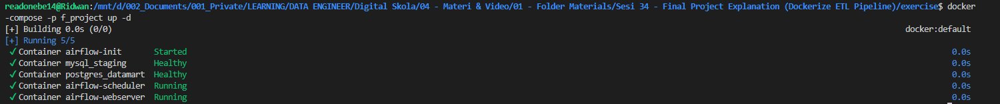 readonebe14@Ridwan:/mnt/d/002_Documents/001_Private/LEARNING/DATA ENGINEER/Digital Skola/04 - Materi & Video/01 - Folder Materials/Sesi 34 - Final Project Explanation (Dockerize ETL Pipeline)/exercise$ docker
-compose -p f_project up -d
[+] Building 0.0s (0/0) docker:default
[+] Running 5/5
✔ Container airflow-init Started 0.0s
✔ Container mysql_staging Healthy 0.0s
✔ Container postgres_datamart Healthy 0.0s
✔ Container airflow-scheduler Running 0.0s
✔ Container airflow-webserver Running 0.0s